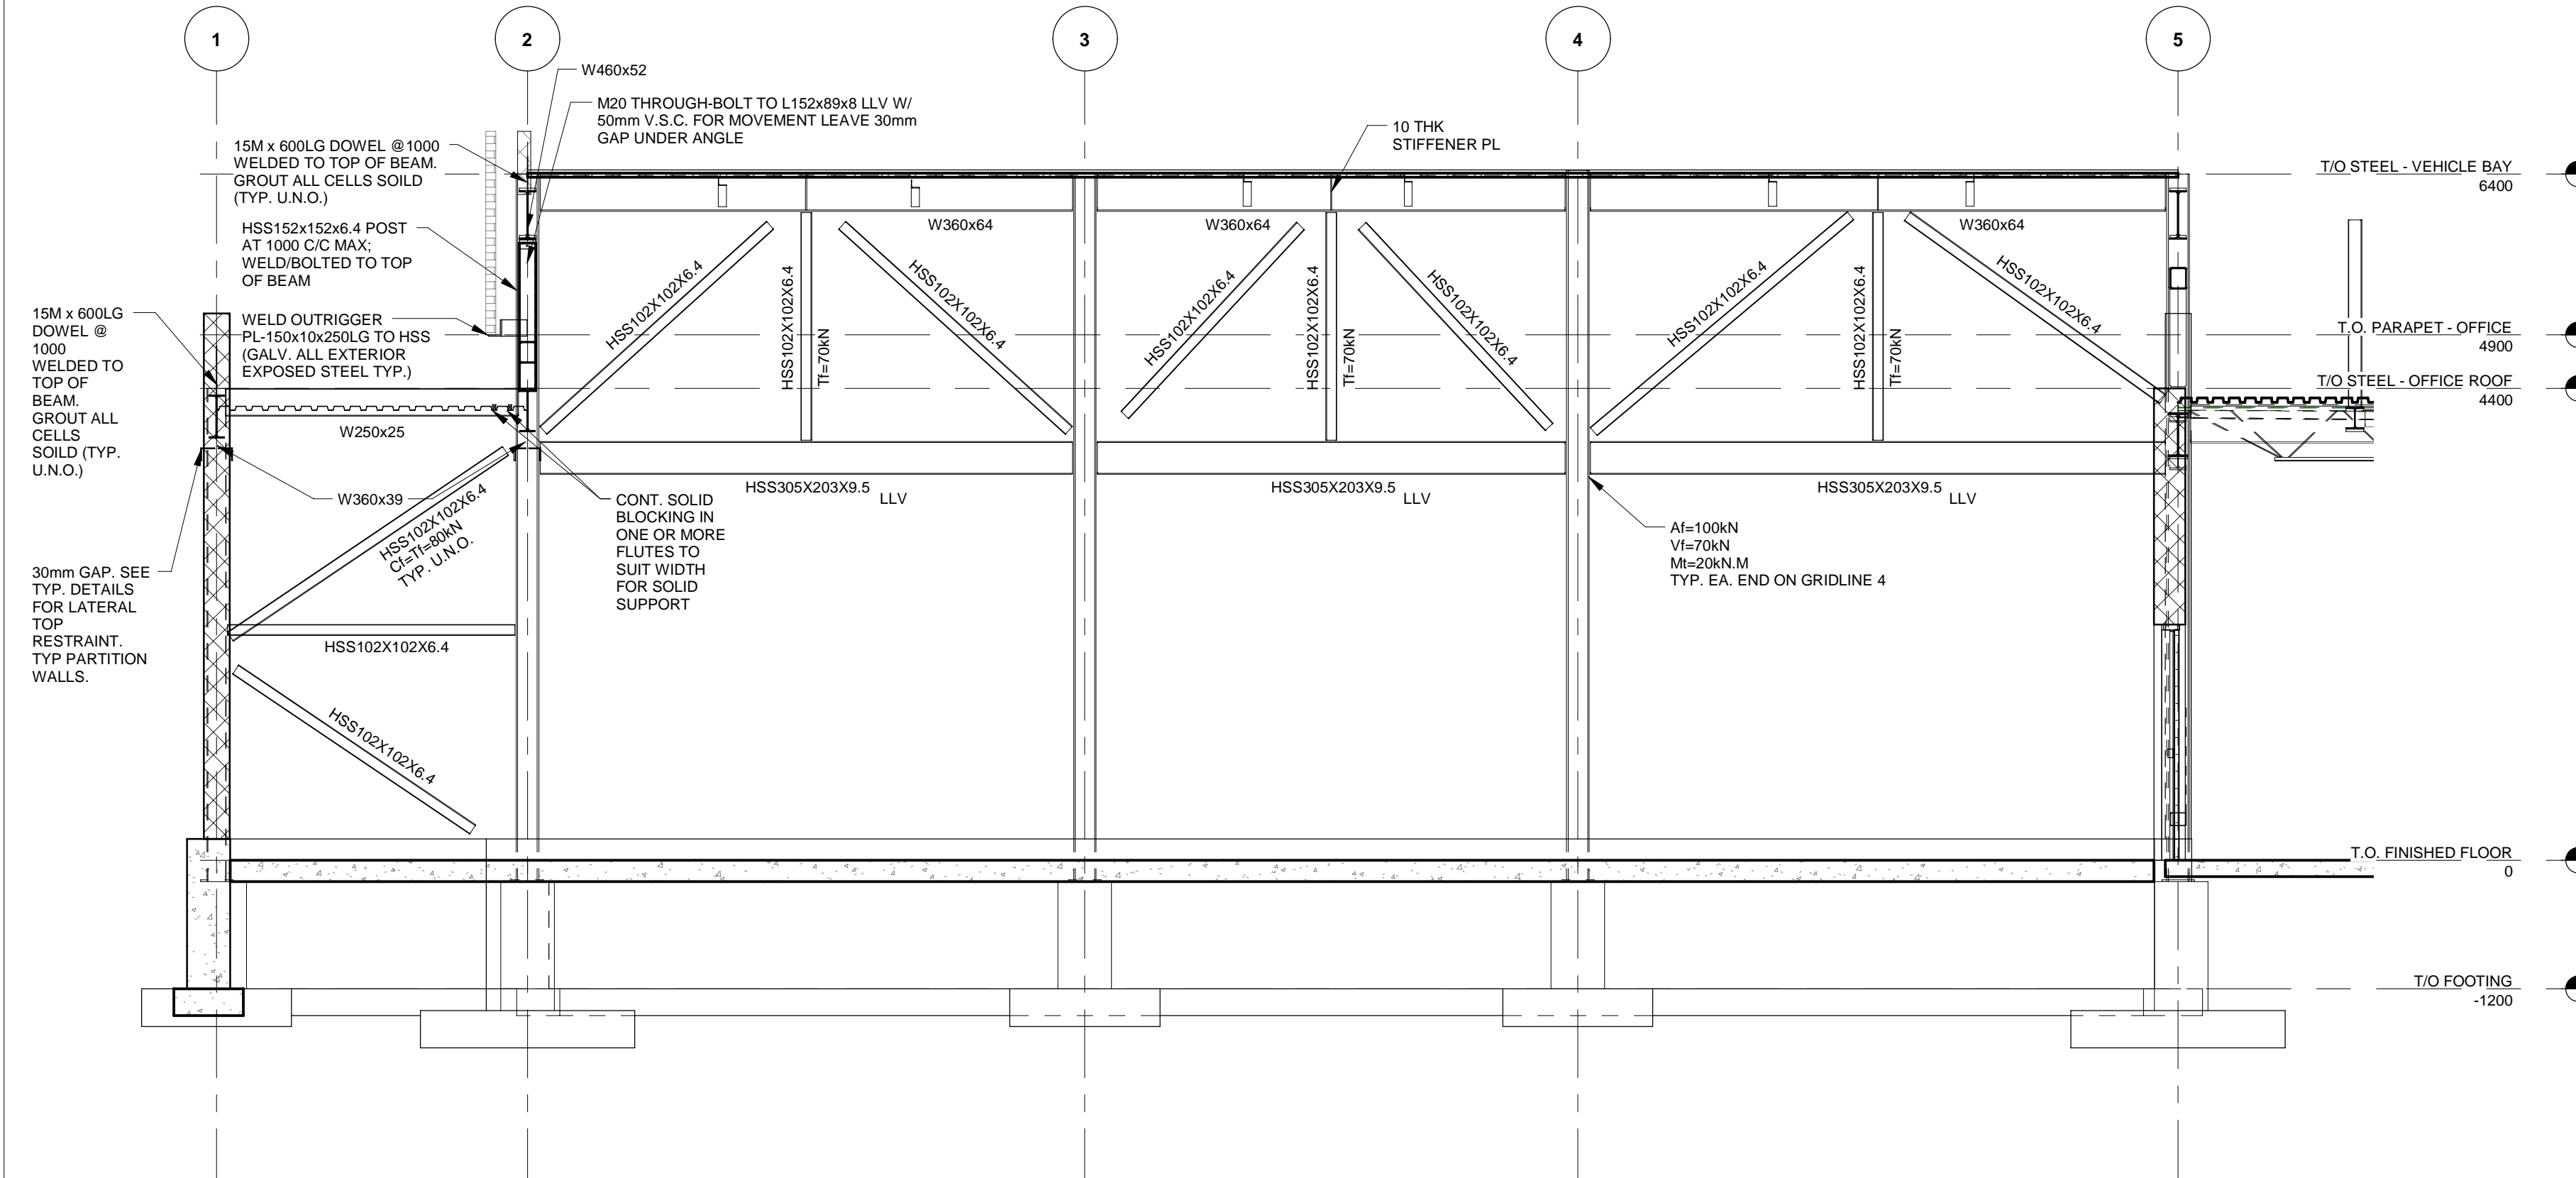 1
2
3
4
5
W460x52
M20 THROUGH-BOLT TO L152x89x8 LLV W/
50mm V.S.C. FOR MOVEMENT LEAVE 30mm
GAP UNDER ANGLE
10 THK
STIFFENER PL
15M x 600LG DOWEL @1000
WELDED TO TOP OF BEAM.
GROUT ALL CELLS SOILD
(TYP. U.N.O.)
HSS152x152x6.4 POST
AT 1000 C/C MAX;
WELD/BOLTED TO TOP
OF BEAM
WELD OUTRIGGER
PL-150x10x250LG TO HSS
(GALV. ALL EXTERIOR
EXPOSED STEEL TYP.)
15M x 600LG
DOWEL @
1000
WELDED TO
TOP OF
BEAM.
GROUT ALL
CELLS
SOILD (TYP.
U.N.O.)
30mm GAP. SEE
TYP. DETAILS
FOR LATERAL
TOP
RESTRAINT.
TYP PARTITION
WALLS.
W250x25
W360x39
HSS102X102X6.4
Cf=Tf=80kN
TYP. U.N.O.
HSS102X102X6.4
HSS102X102X6.4
CONT. SOLID
BLOCKING IN
ONE OR MORE
FLUTES TO
SUIT WIDTH
FOR SOLID
SUPPORT
W360x64
W360x64
W360x64
HSS102X102X6.4
HSS102X102X6.4
Tf=70kN
HSS102X102X6.4
HSS102X102X6.4
HSS102X102X6.4
Tf=70kN
HSS102X102X6.4
HSS102X102X6.4
HSS102X102X6.4
Tf=70kN
HSS102X102X6.4
HSS305X203X9.5
LLV
HSS305X203X9.5
LLV
HSS305X203X9.5
LLV
Af=100kN
Vf=70kN
Mt=20kN.M
TYP. EA. END ON GRIDLINE 4
T/O STEEL - VEHICLE BAY
6400
T.O. PARAPET - OFFICE
4900
T/O STEEL - OFFICE ROOF
4400
T.O. FINISHED FLOOR
0
T/O FOOTING
-1200